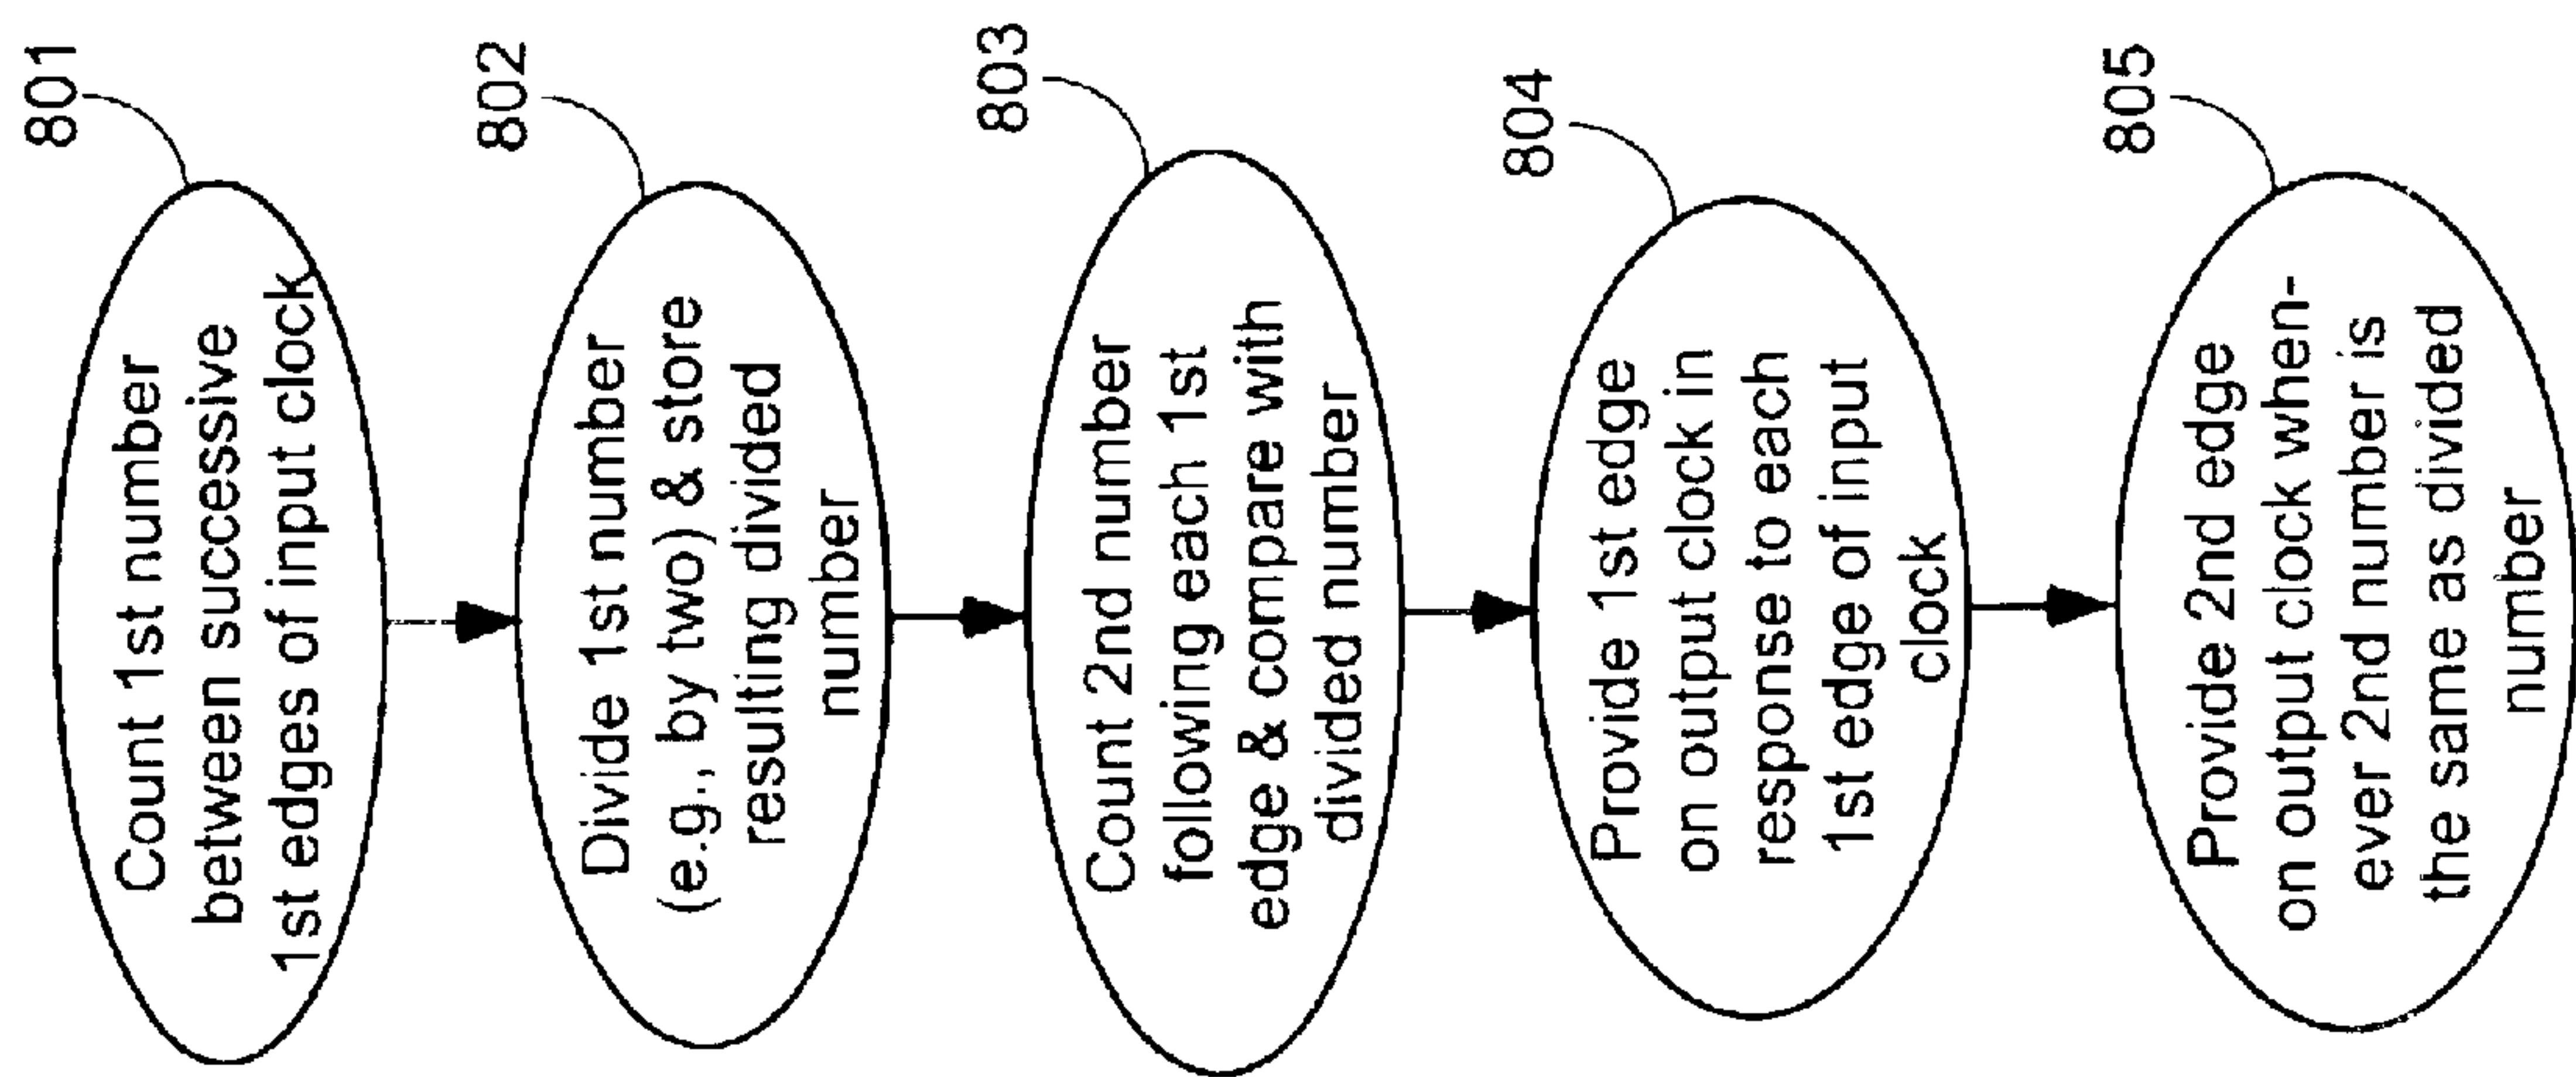 801
Count 1st number
between successive
1st edges of input clock
802
Divide 1st number
(e.g., by two) & store
resulting divided
number
803
Count 2nd number
following each 1st
edge & compare with
divided number
804
Provide 1st edge
on output clock in
response to each
1st edge of input
clock
805
Provide 2nd edge
on output clock when-
ever 2nd number is
the same as divided
number